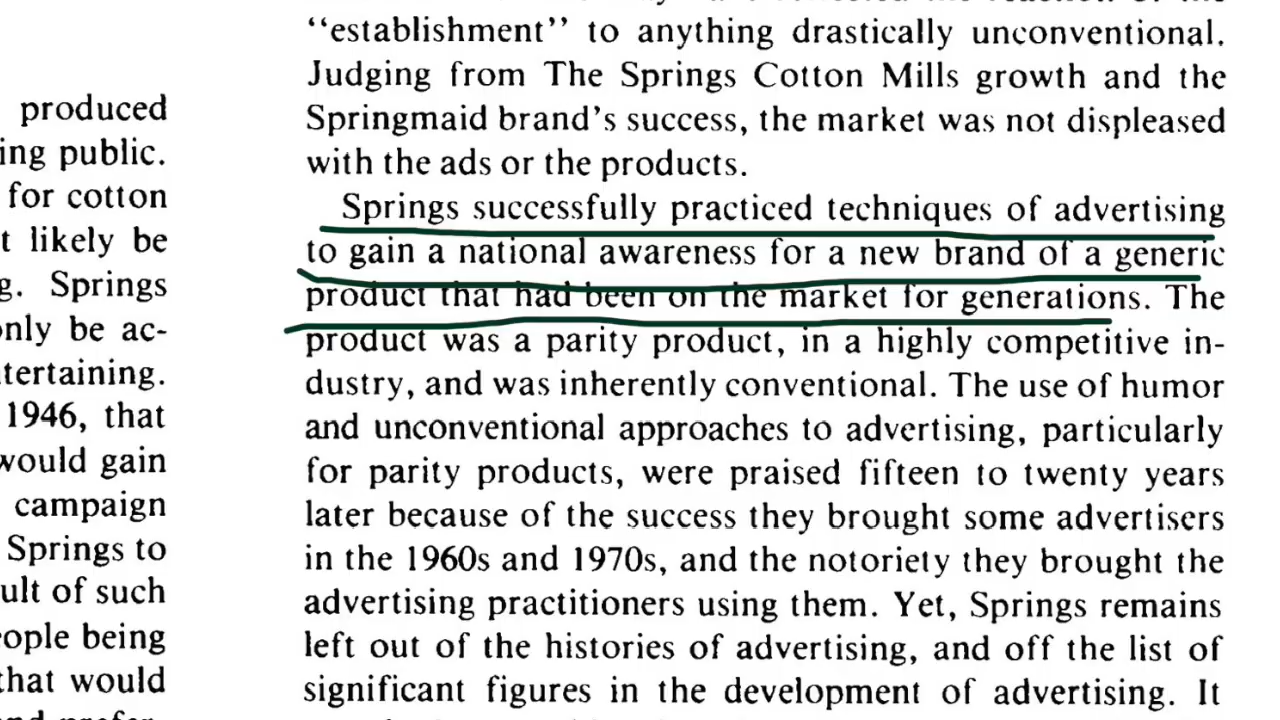 produced
ing public.
for cotton
t likely be
g. Springs
only be ac-
tertaining.
1946, that
would gain
campaign
Springs to
ult of such
eople being
that would
"establishment" to anything drastically unconventional.
Judging from The Springs Cotton Mills growth and the
Springmaid brand's success, the market was not displeased
with the ads or the products.
Springs successfully practiced techniques of advertising
to gain a national awareness for a new brand of a generic
product that had been on the market for generations. The
product was a parity product, in a highly competitive in-
dustry, and was inherently conventional. The use of humor
and unconventional approaches to advertising, particularly
for parity products, were praised fifteen to twenty years
later because of the success they brought some advertisers
in the 1960s and 1970s, and the notoriety they brought the
advertising practitioners using them. Yet, Springs remains
left out of the histories of advertising, and off the list of
significant figures in the development of advertising. It